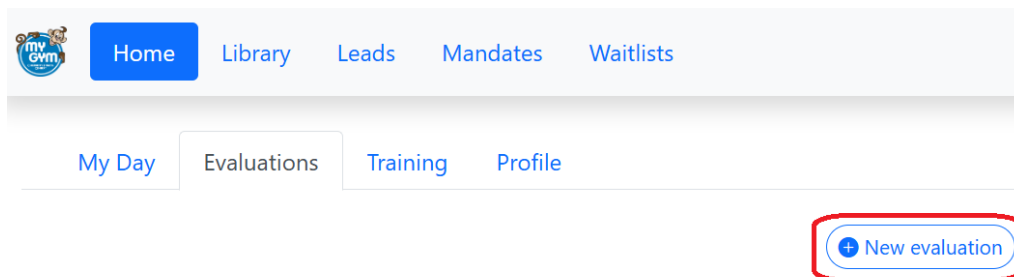 MY GYM
Home Library Leads Mandates Waitlists
My Day Evaluations Training Profile
New evaluation